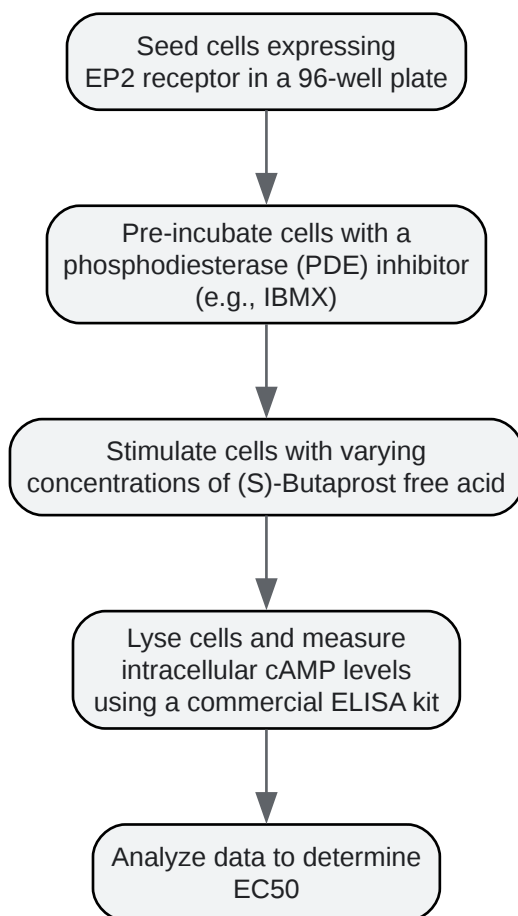 Seed cells expressing
EP2 receptor in a 96-well plate
Pre-incubate cells with a
phosphodiesterase (PDE) inhibitor
(e.g., IBMX)
Stimulate cells with varying
concentrations of (S)-Butaprost free acid
Lyse cells and measure
intracellular cAMP levels
using a commercial ELISA kit
Analyze data to determine
EC50